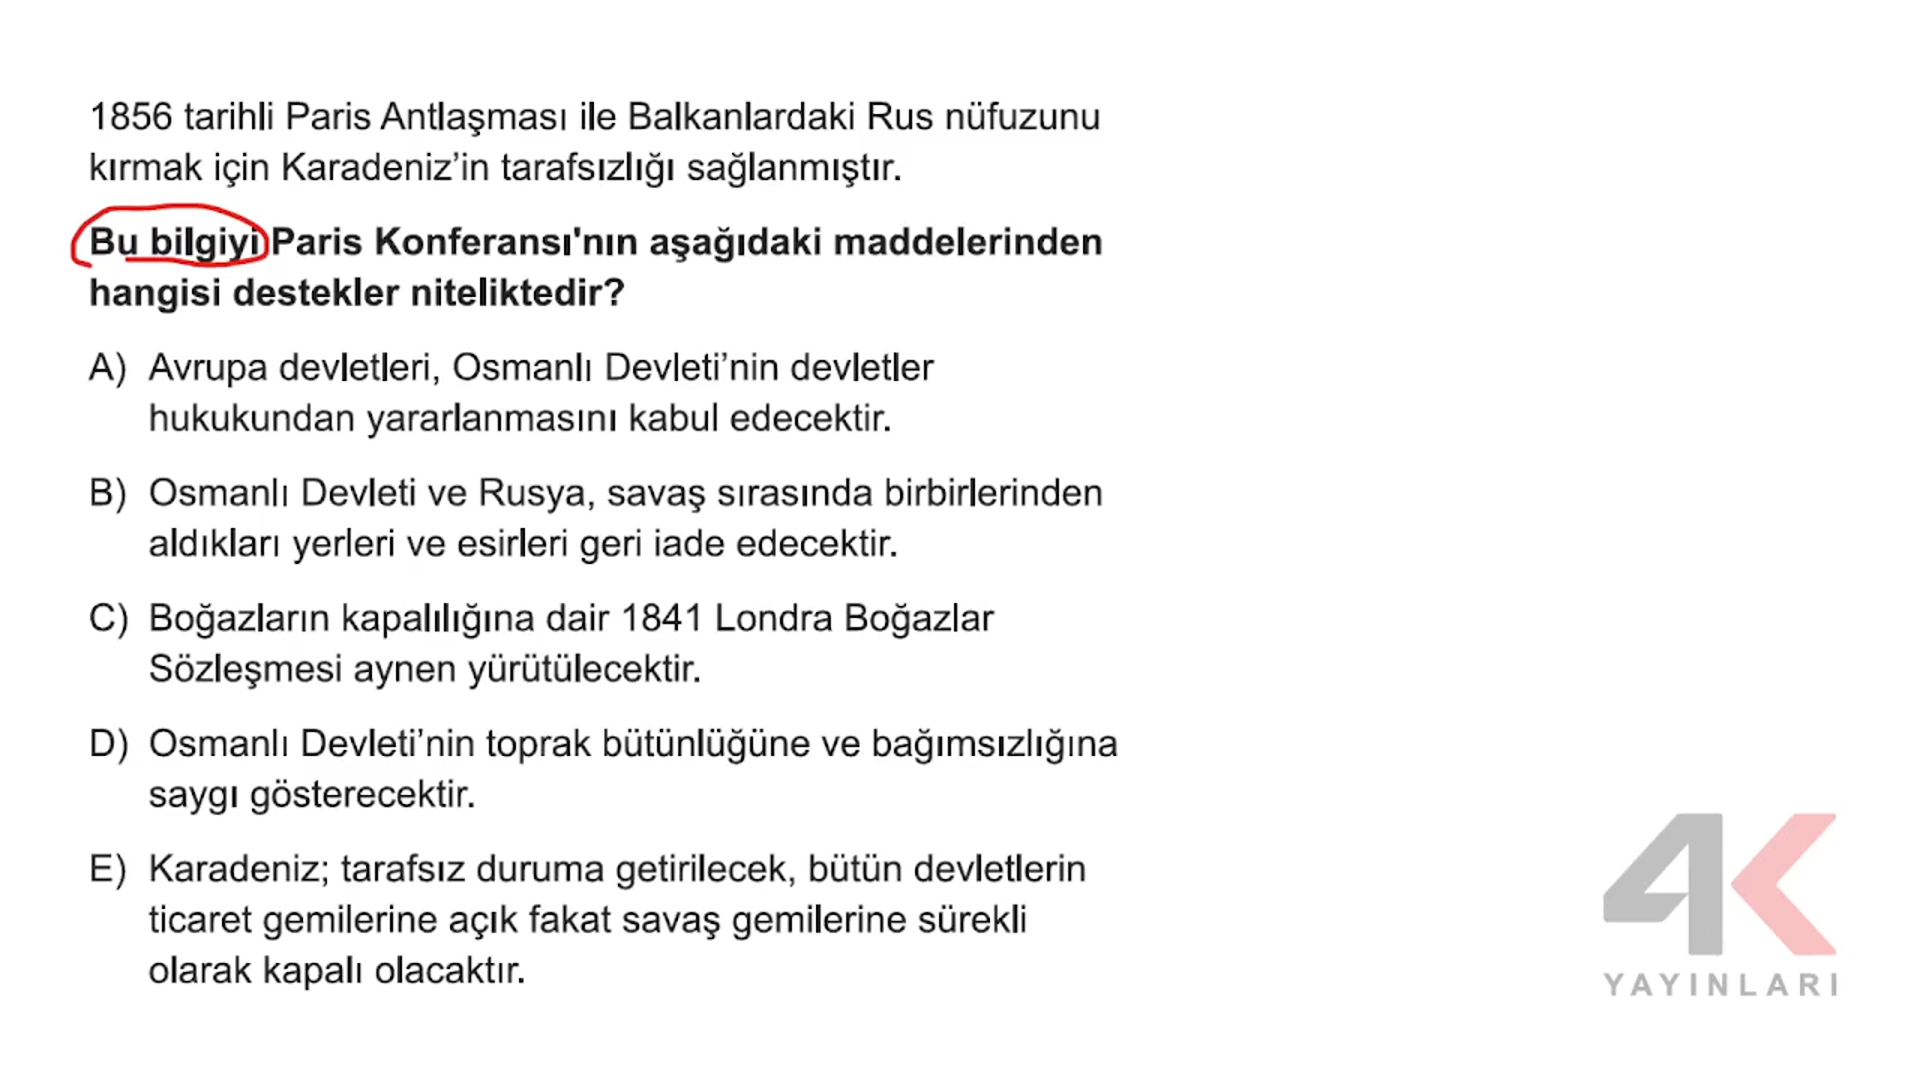 1856 tarihli Paris Antlaşması ile Balkanlardaki Rus nüfuzunu
kırmak için Karadeniz’in tarafsızlığı sağlanmıştır.
Bu bilgiyi Paris Konferansı'nın aşağıdaki maddelerinden
hangisi destekler niteliktedir?
A) Avrupa devletleri, Osmanlı Devleti’nin devletler
hukukundan yararlanmasını kabul edecektir.
B) Osmanlı Devleti ve Rusya, savaş sırasında birbirlerinden
aldıkları yerleri ve esirleri geri iade edecektir.
C) Boğazların kapalılığına dair 1841 Londra Boğazlar
Sözleşmesi aynen yürütülecektir.
D) Osmanlı Devleti’nin toprak bütünlüğüne ve bağımsızlığına
saygı gösterecektir.
E) Karadeniz; tarafsız duruma getirilecek, bütün devletlerin
ticaret gemilerine açık fakat savaş gemilerine sürekli
olarak kapalı olacaktır.
4K
YAYINLARI